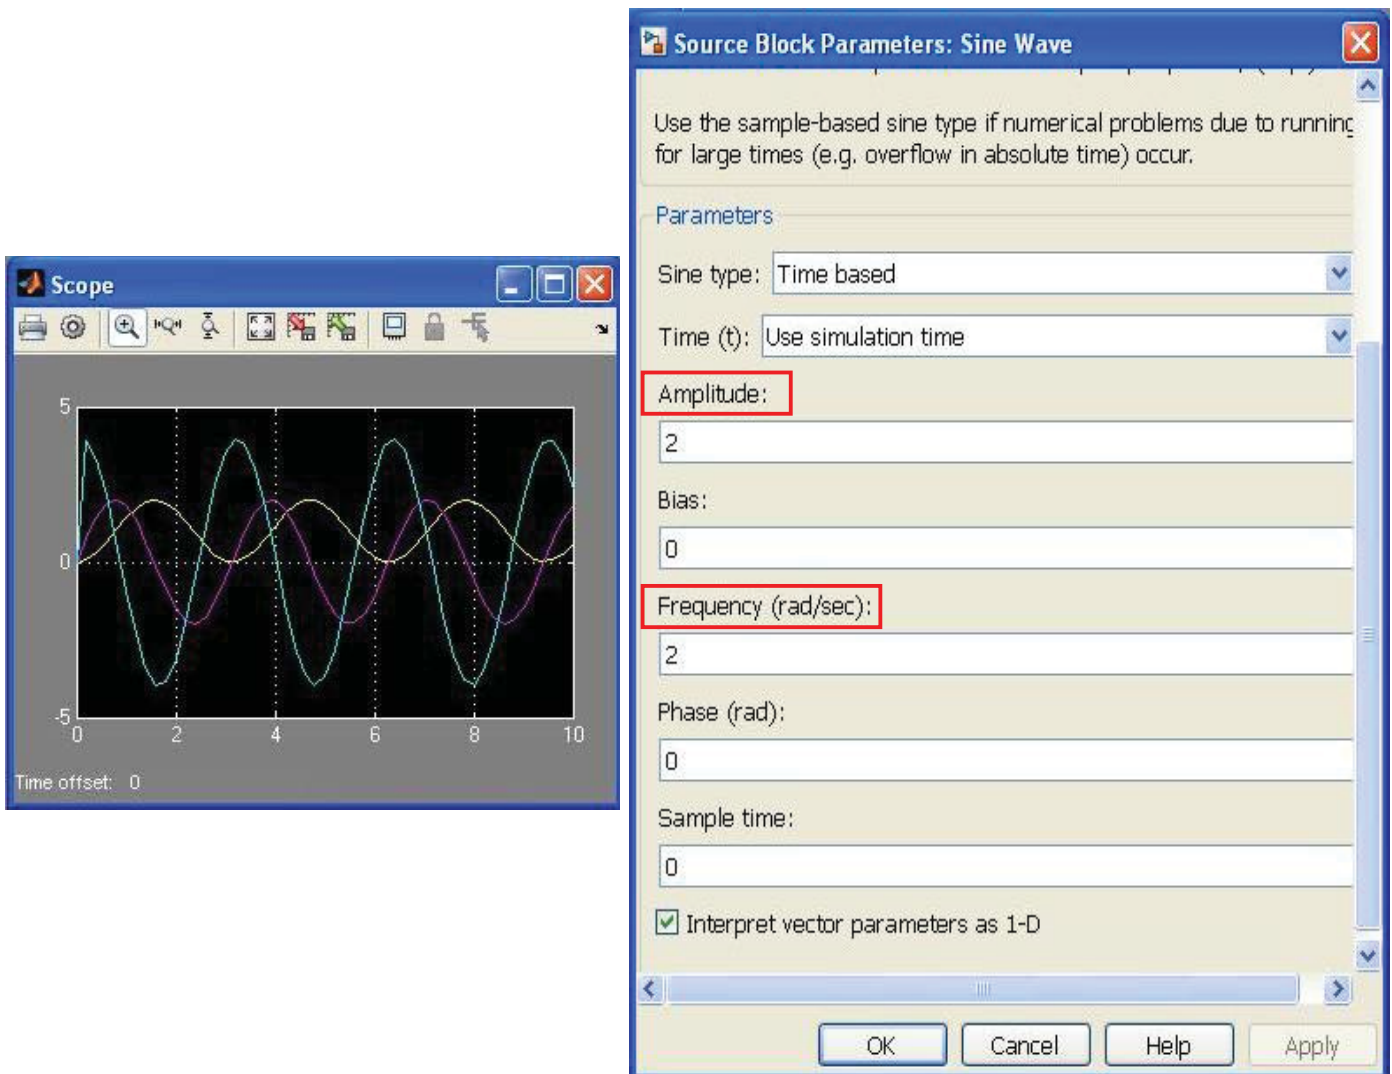 Scope
5
0
-5
0
2
4
6
8
10
Time offset: 0
Source Block Parameters: Sine Wave
Use the sample-based sine type if numerical problems due to running
for large times (e.g. overflow in absolute time) occur.
Parameters
Sine type: Time based
Time (t): Use simulation time
Amplitude:
2
Bias:
0
Frequency (rad/sec):
2
Phase (rad):
0
Sample time:
0
Interpret vector parameters as 1-D
OK
Cancel
Help
Apply